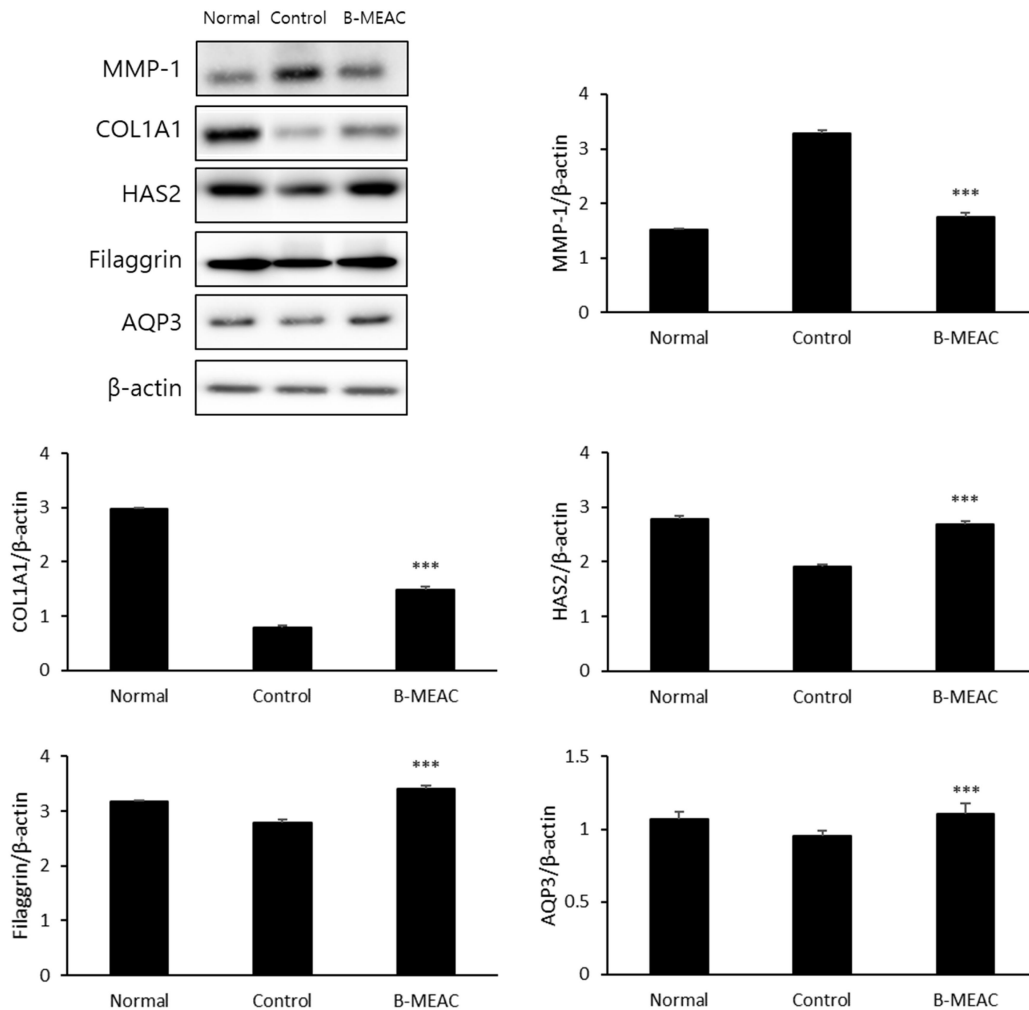 Normal Control B-MEAC
MMP-1
COL1A1
HAS2
Filaggrin
AQP3
β-actin
MMP-1/β-actin
4
3
2
1
0
***
Normal Control B-MEAC
COL1A1/β-actin
4
3
2
1
0
***
Normal Control B-MEAC
HAS2/β-actin
4
3
2
1
0
***
Normal Control B-MEAC
Filaggrin/β-actin
4
3
2
1
0
***
Normal Control B-MEAC
AQP3/β-actin
1.5
1
0.5
0
***
Normal Control B-MEAC